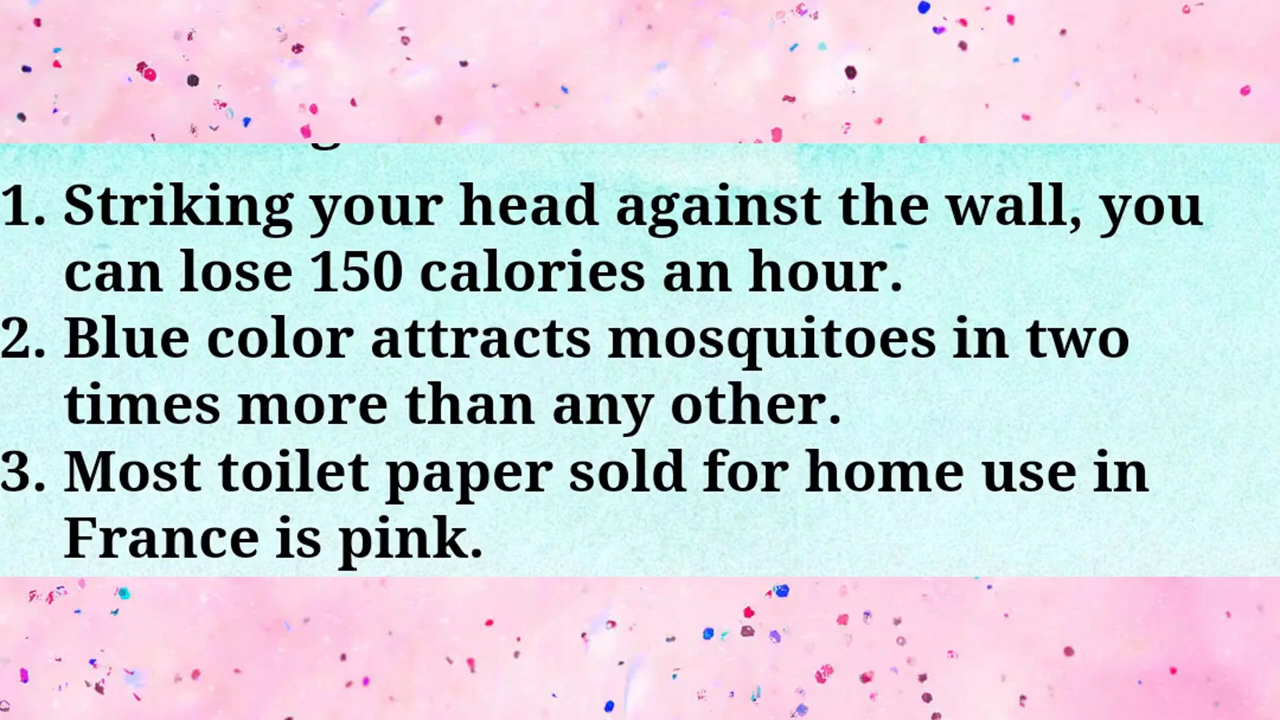 1. Striking your head against the wall, you
can lose 150 calories an hour.
2. Blue color attracts mosquitoes in two
times more than any other.
3. Most toilet paper sold for home use in
France is pink.